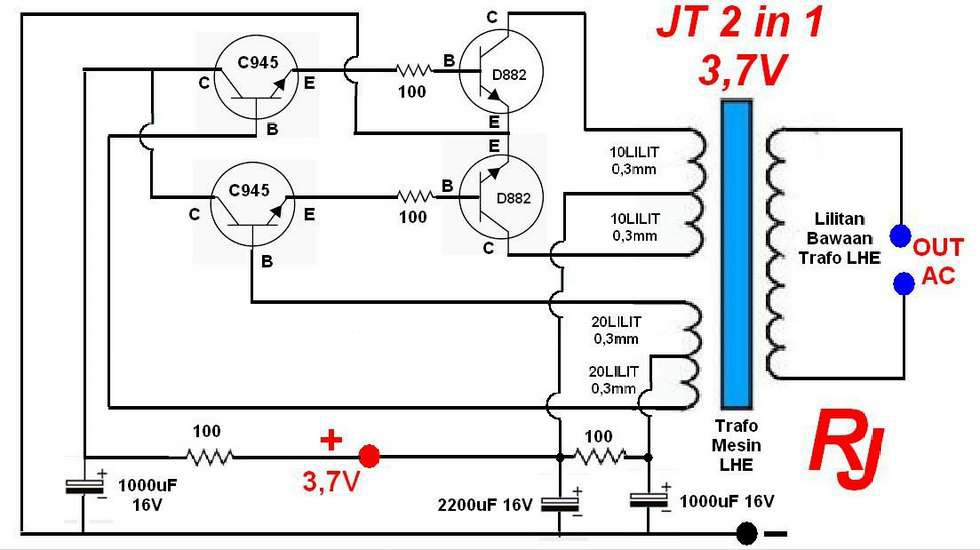 JT 2 in 1
3,7V
C
C945
C
E
B
100
B
D882
E
E
C945
C
E
B
100
B
D882
C
10LILIT
0,3mm
10LILIT
0,3mm
20LILIT
0,3mm
20LILIT
0,3mm
Lilitan
Bawaan
Trafo LHE
OUT
AC
Trafo
Mesin
LHE
RJ
100
+
3,7V
100
+
-
1000uF
16V
2200uF 16V
+
-
+
-
1000uF 16V
-